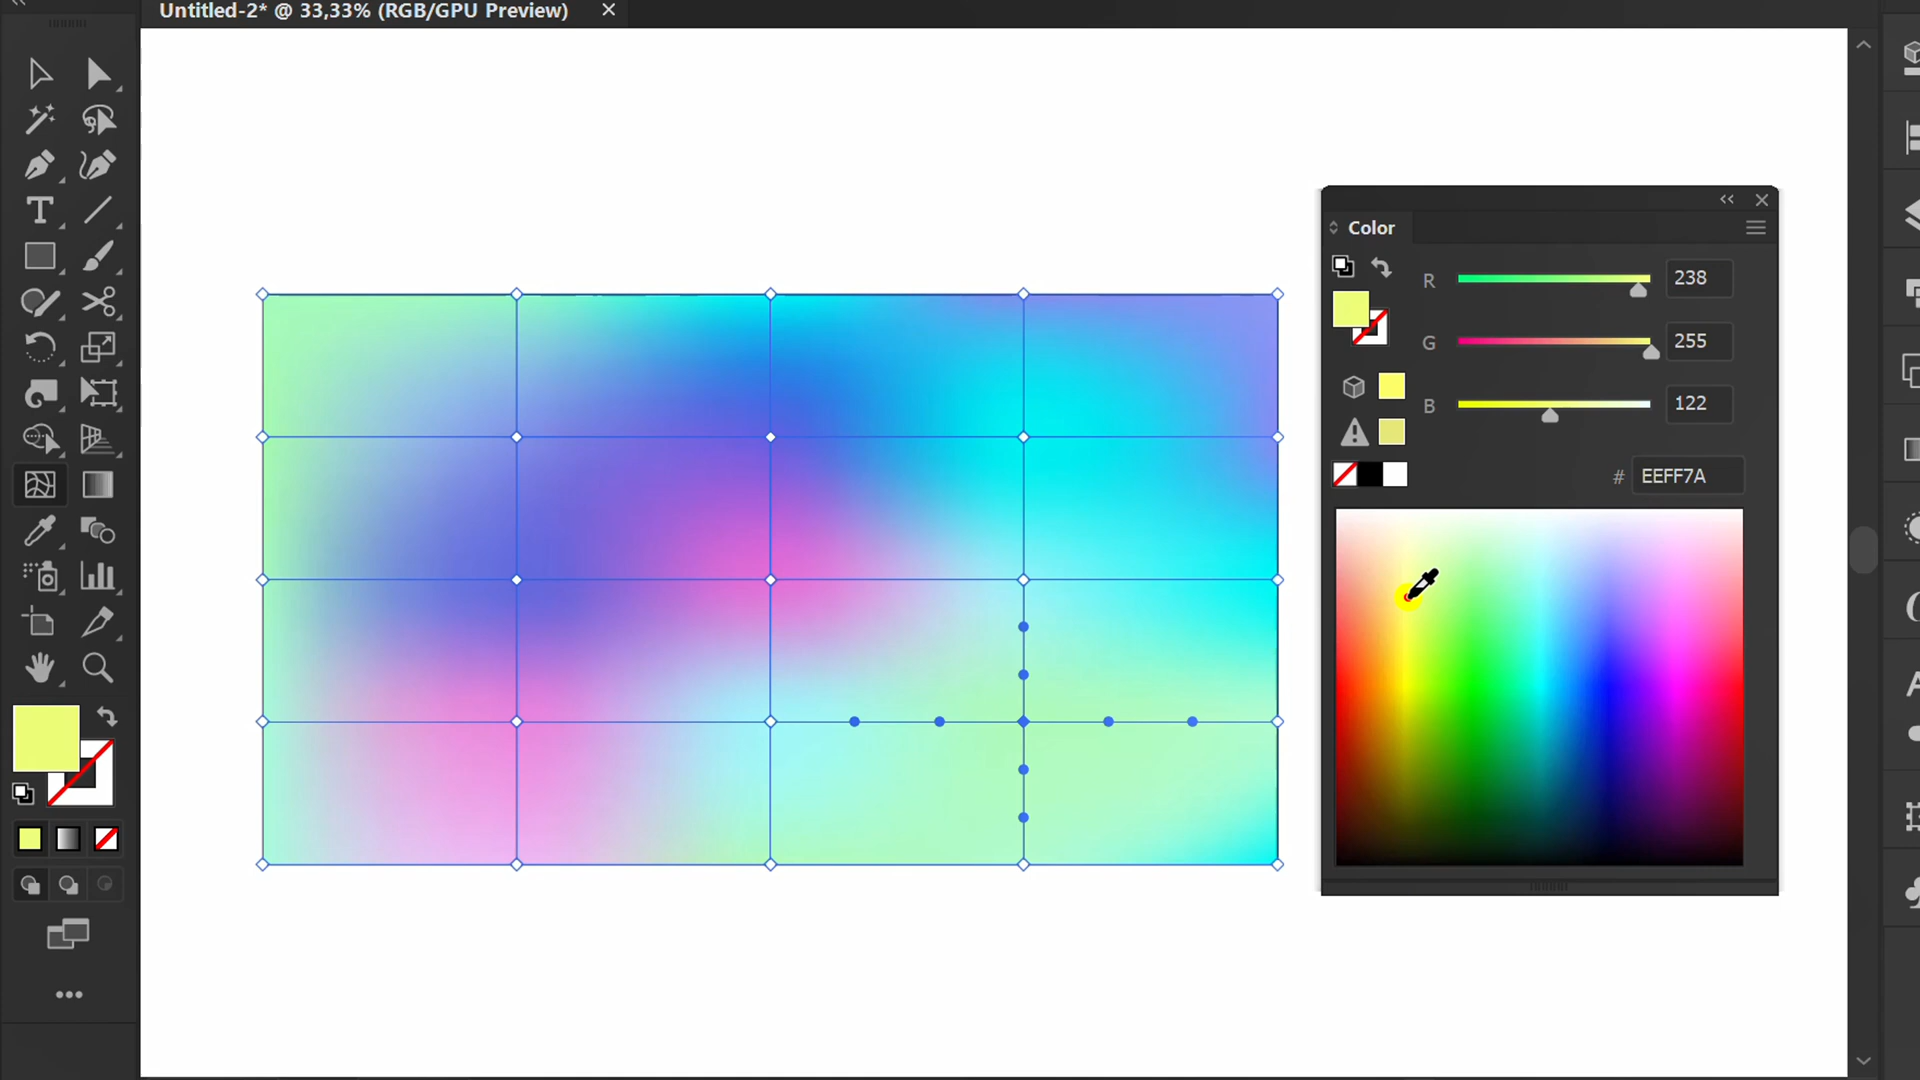 Untitled-2* @ 33,33% (RGB/GPU Preview)
Color
R 238
G 255
B 122
# EEFF7A